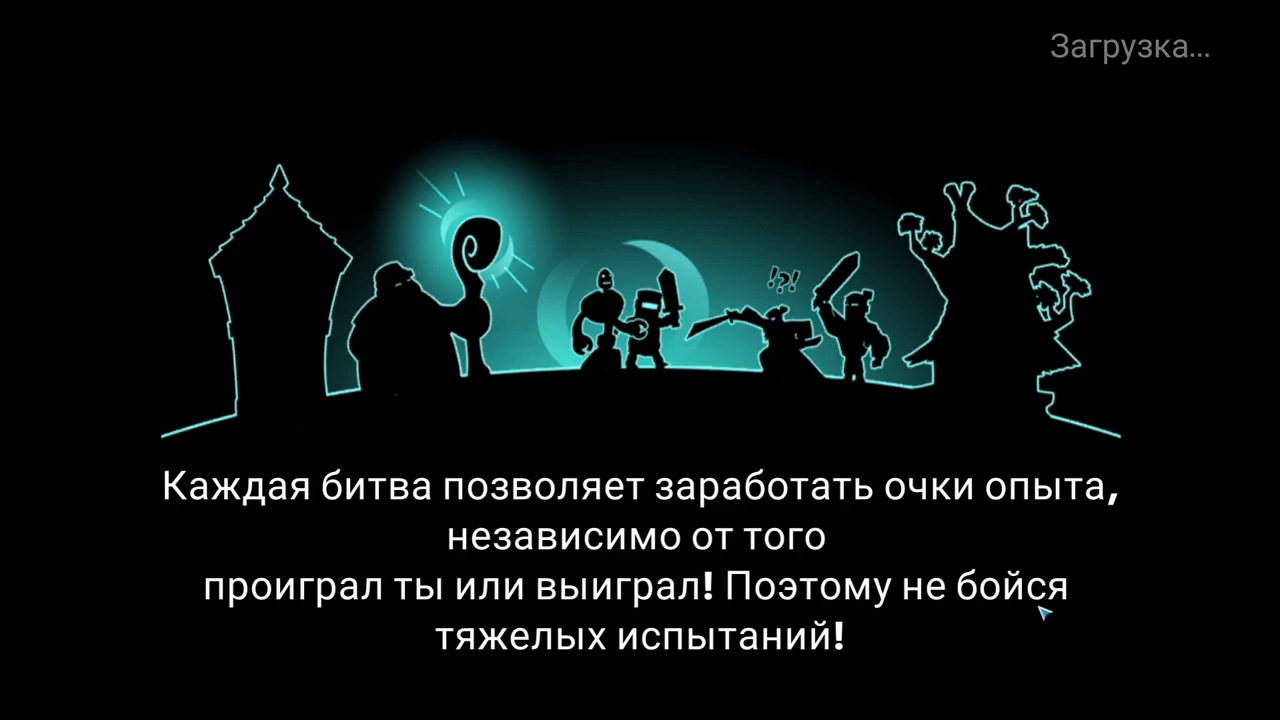 Загрузка...
!?!
Каждая битва позволяет заработать очки опыта,
независимо от того
проиграл ты или выиграл! Поэтому не бойся
тяжелых испытаний!